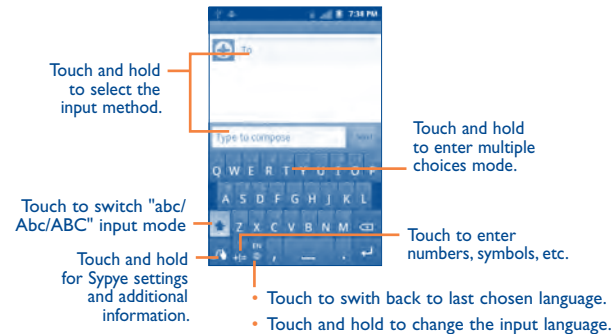 7:38 PM
To
Touch and hold
to select the
input method.
Type to compose
Touch and hold
to enter multiple
choices mode.
Q W E R T Y U I O P
A S D F G H J K L
Touch to switch "abc/
Abc/ABC" input mode
Z X C V B N M
EN
Touch to enter
numbers, symbols, etc.
Touch and hold
for Sypye settings
and additional
information.
• Touch to swith back to last chosen language.
• Touch and hold to change the input language.